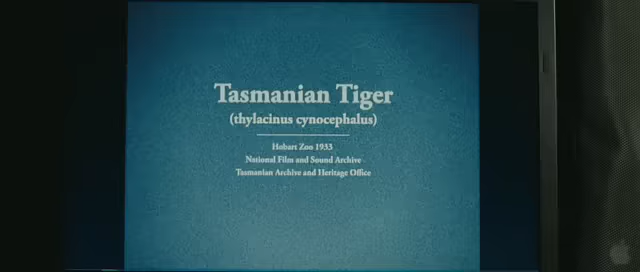 Tasmanian Tiger
(thylacinus cynocephalus)
Hobart Zoo 1933
National Film and Sound Archive
Tasmanian Archive and Heritage Office